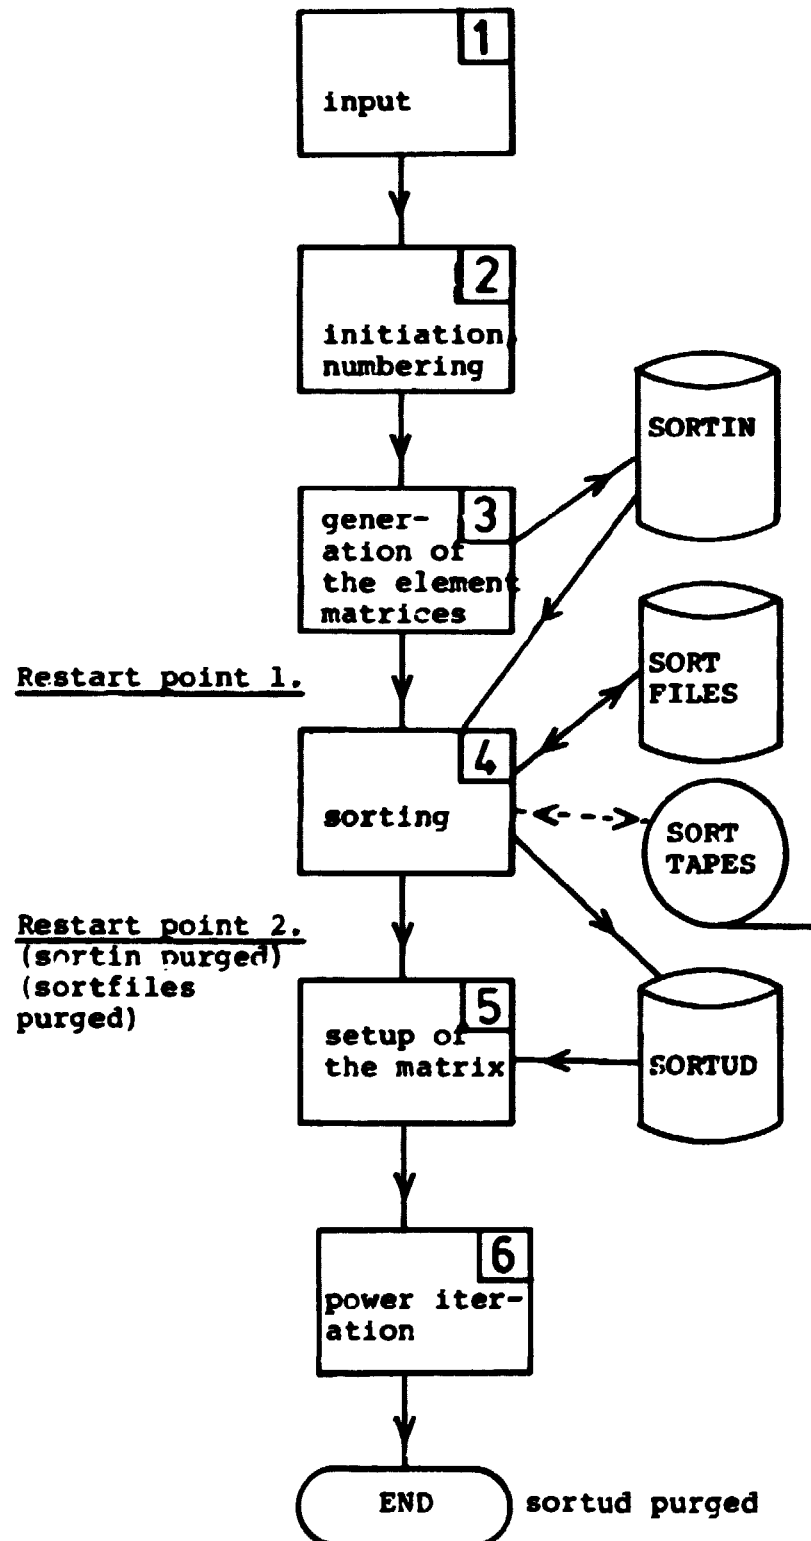 1
input
2
initiation,
numbering
SORTIN
3
gener-
ation of
the element
matrices
Restart point 1.
SORT
FILES
4
sorting
SORT
TAPES
Restart point 2.
(sortin purged)
(sortfiles
purged)
5
setup of
the matrix
SORTUD
6
power iter-
ation
END
sortud purged